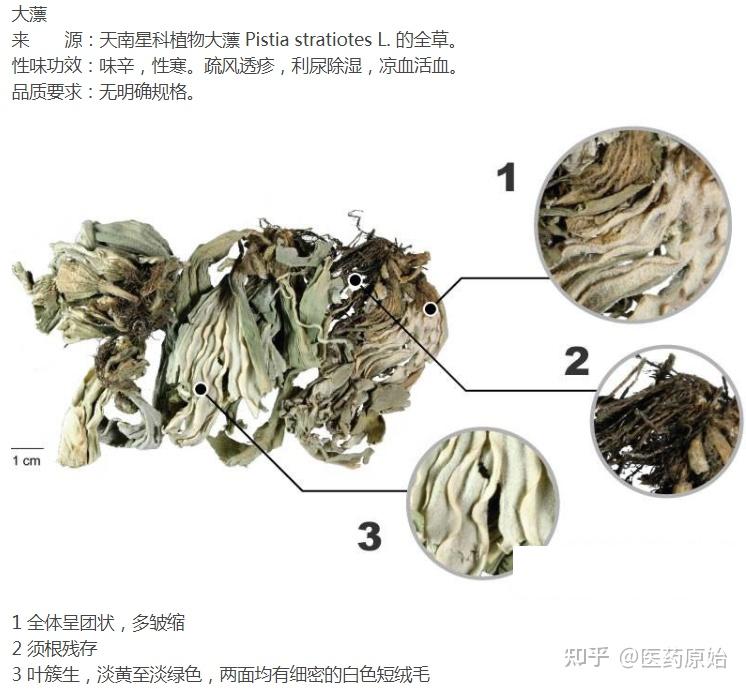 大薸
来　　源：天南星科植物大薸 Pistia stratiotes L. 的全草。
性味功效：味辛，性寒。疏风透疹，利尿除湿，凉血活血。
品质要求：无明确规格。
1
2
1 cm
3
1 全体呈团状，多皱缩
2 须根残存
3 叶簇生，淡黄至淡绿色，两面均有细密的白色短绒毛
知乎 @医药原始